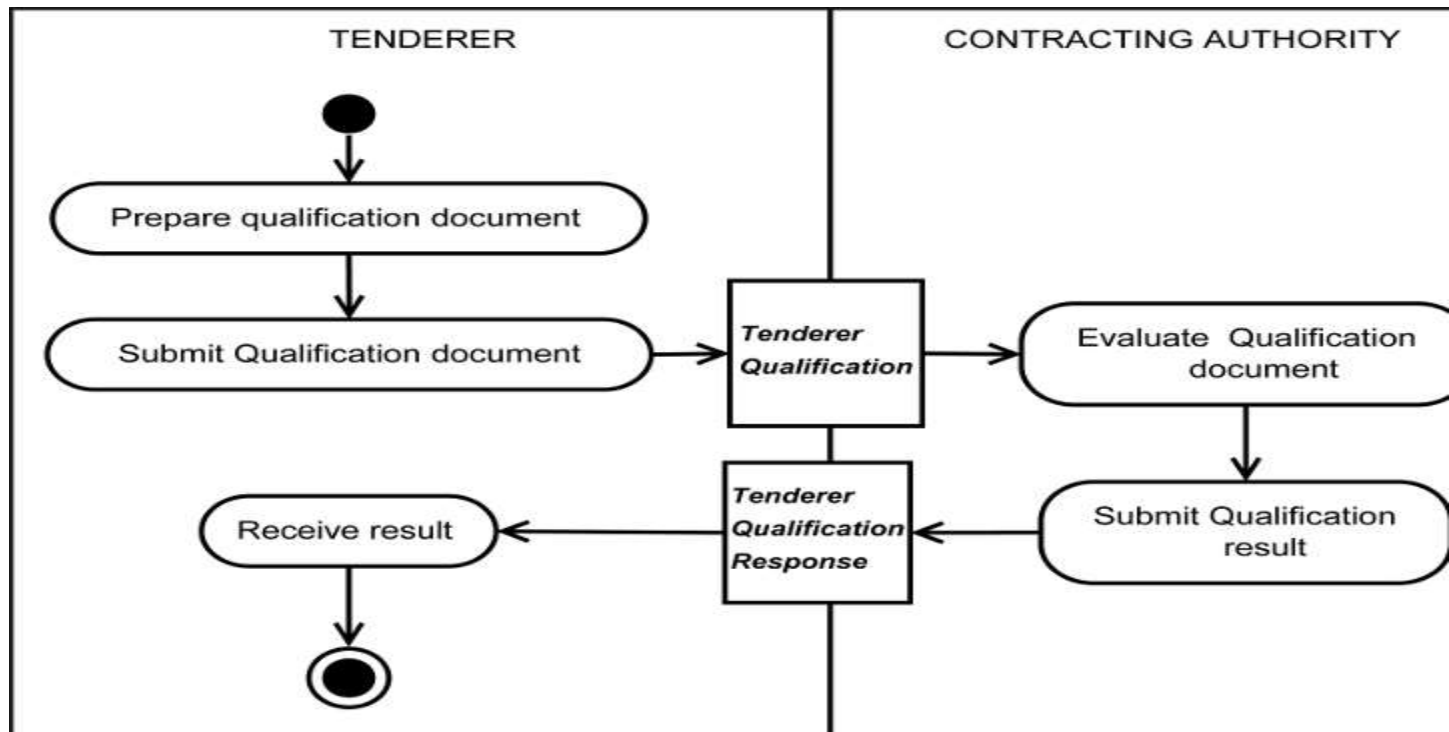 TENDERER
CONTRACTING AUTHORITY
Prepare qualification document
Submit Qualification document
Tenderer
Qualification
Evaluate Qualification
document
Submit Qualification
result
Tenderer
Qualification
Response
Receive result